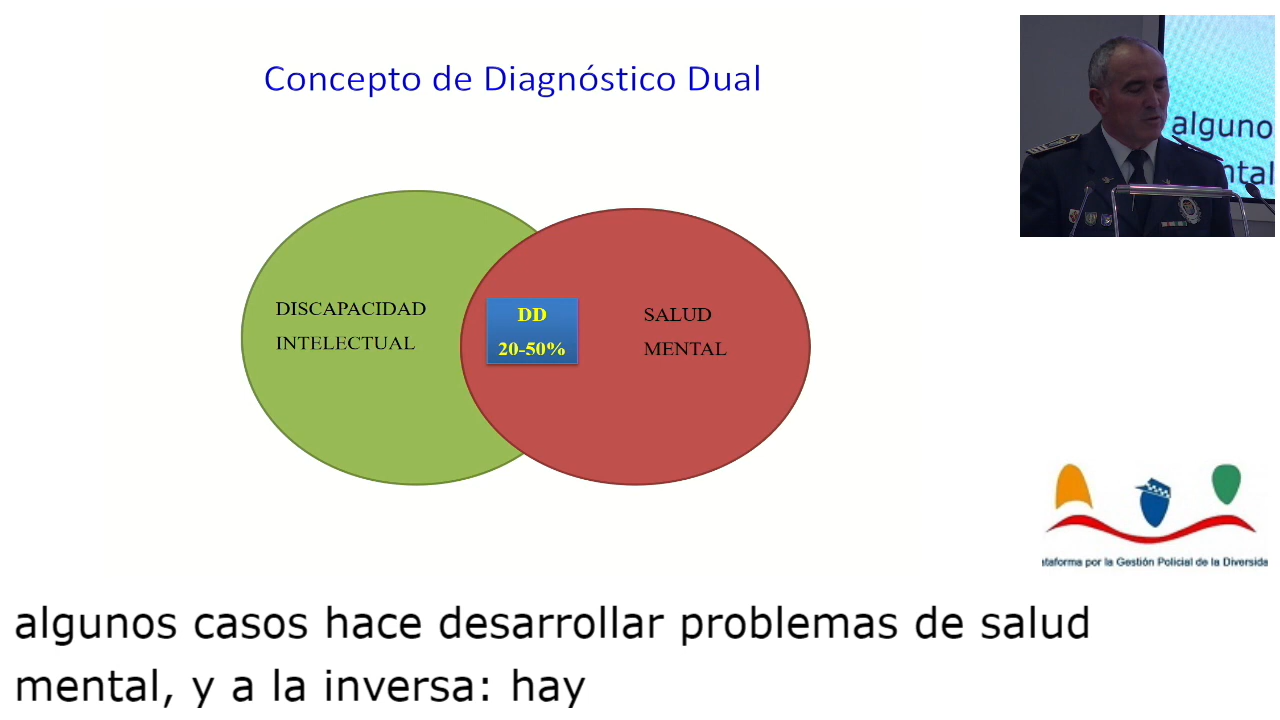 Concepto de Diagnóstico Dual
alguno
ntal
DISCAPACIDAD
INTELECTUAL
DD
20-50%
SALUD
MENTAL
ataforma por la Gestión Policial de la Diversida
algunos casos hace desarrollar problemas de salud
mental, y a la inversa: hay